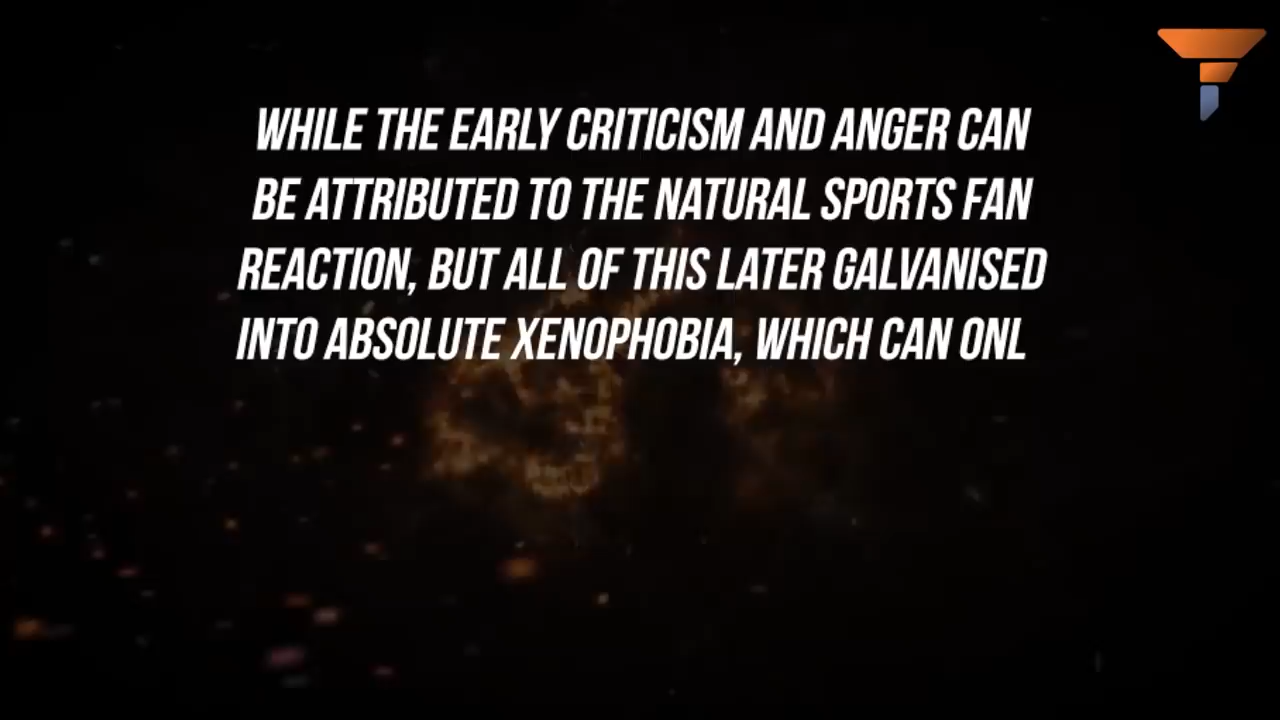 WHILE THE EARLY CRITICISM AND ANGER CAN
BE ATTRIBUTED TO THE NATURAL SPORTS FAN
REACTION, BUT ALL OF THIS LATER GALVANISED
INTO ABSOLUTE XENOPHOBIA, WHICH CAN ONL